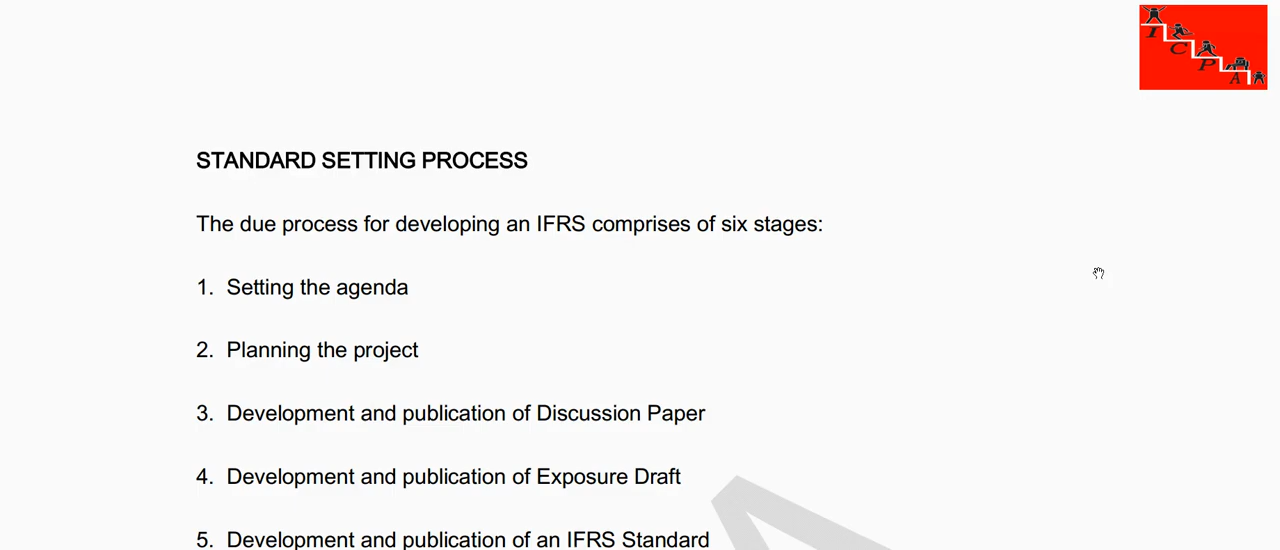 I
C
P
A
STANDARD SETTING PROCESS
The due process for developing an IFRS comprises of six stages:
1. Setting the agenda
2. Planning the project
3. Development and publication of Discussion Paper
4. Development and publication of Exposure Draft
5. Development and publication of an IFRS Standard